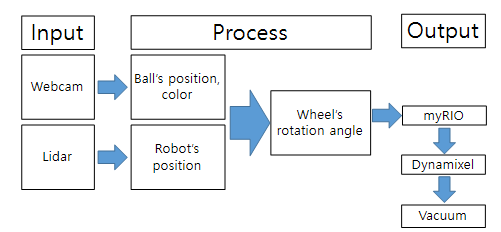 Input
Process
Output
Webcam
Ball's position,
color
Lidar
Robot's
position
Wheel's
rotation angle
myRIO
Dynamixel
Vacuum